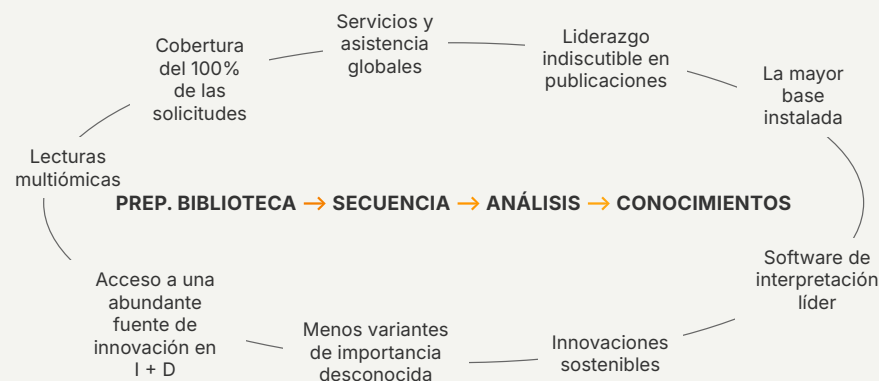 Servicios y
asistencia
globales
Liderazgo
indiscutible en
publicaciones
La mayor
base
instalada
Software de
interpretación
líder
Innovaciones
sostenibles
Menos variantes
de importancia
desconocida
Acceso a una
abundante
fuente de
innovación en
I + D
Lecturas
multiómicas
Cobertura
del 100%
de las
solicitudes
PREP. BIBLIOTECA → SECUENCIA → ANÁLISIS → CONOCIMIENTOS